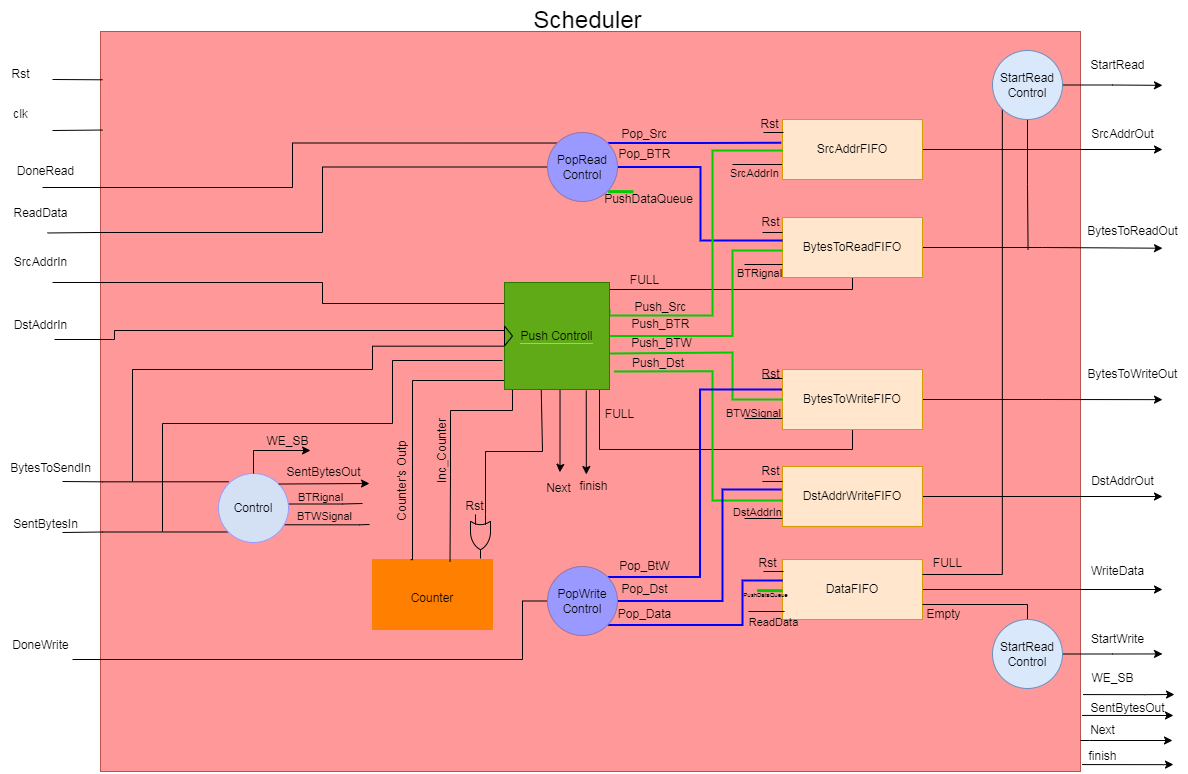 Scheduler
Rst
clk
DoneRead
ReadData
SrcAddrIn
DstAddrIn
BytesToSendIn
SentBytesIn
DoneWrite
PopRead
Control
Pop_Src
Pop_BTR
PushDataQueue
Rst
SrcAddrIn
SrcAddrFIFO
Rst
BTRignal
BytesToReadFIFO
StartRead
Control
StartRead
SrcAddrOut
BytesToReadOut
Push Controll
FULL
Push_Src
Push_BTR
Push_BTW
Push_Dst
FULL
Rst
BTWSignal
BytesToWriteFIFO
BytesToWriteOut
WE_SB
SentBytesOut
BTRignal
BTWSignal
Control
Counter's Outp
Inc_Counter
Rst
Next
finish
Counter
Rst
DstAddrIn
DstAddrWriteFIFO
DstAddrOut
PopWrite
Control
Pop_BtW
Pop_Dst
Pop_Data
Rst
PushDataQueue
ReadData
DataFIFO
FULL
Empty
WriteData
StartRead
Control
StartWrite
WE_SB
SentBytesOut
Next
finish